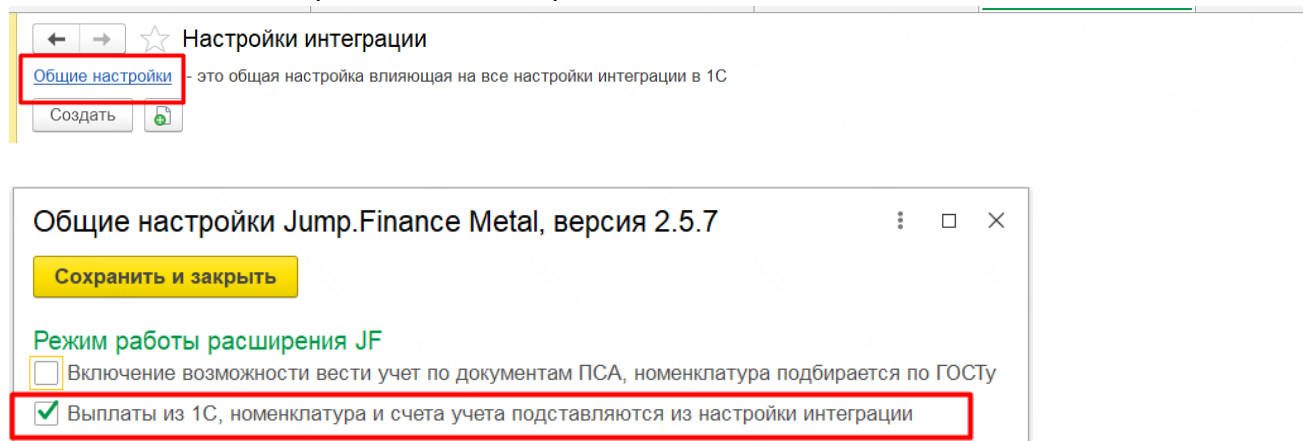 Настройки интеграции
Общие настройки - это общая настройка влияющая на все настройки интеграции в 1С
Создать
Общие настройки Jump.Finance Metal, версия 2.5.7
Сохранить и закрыть
Режим работы расширения JF
Включение возможности вести учет по документам ПСА, номенклатура подбирается по ГОСТу
Выплаты из 1С, номенклатура и счета учета подставляются из настройки интеграции